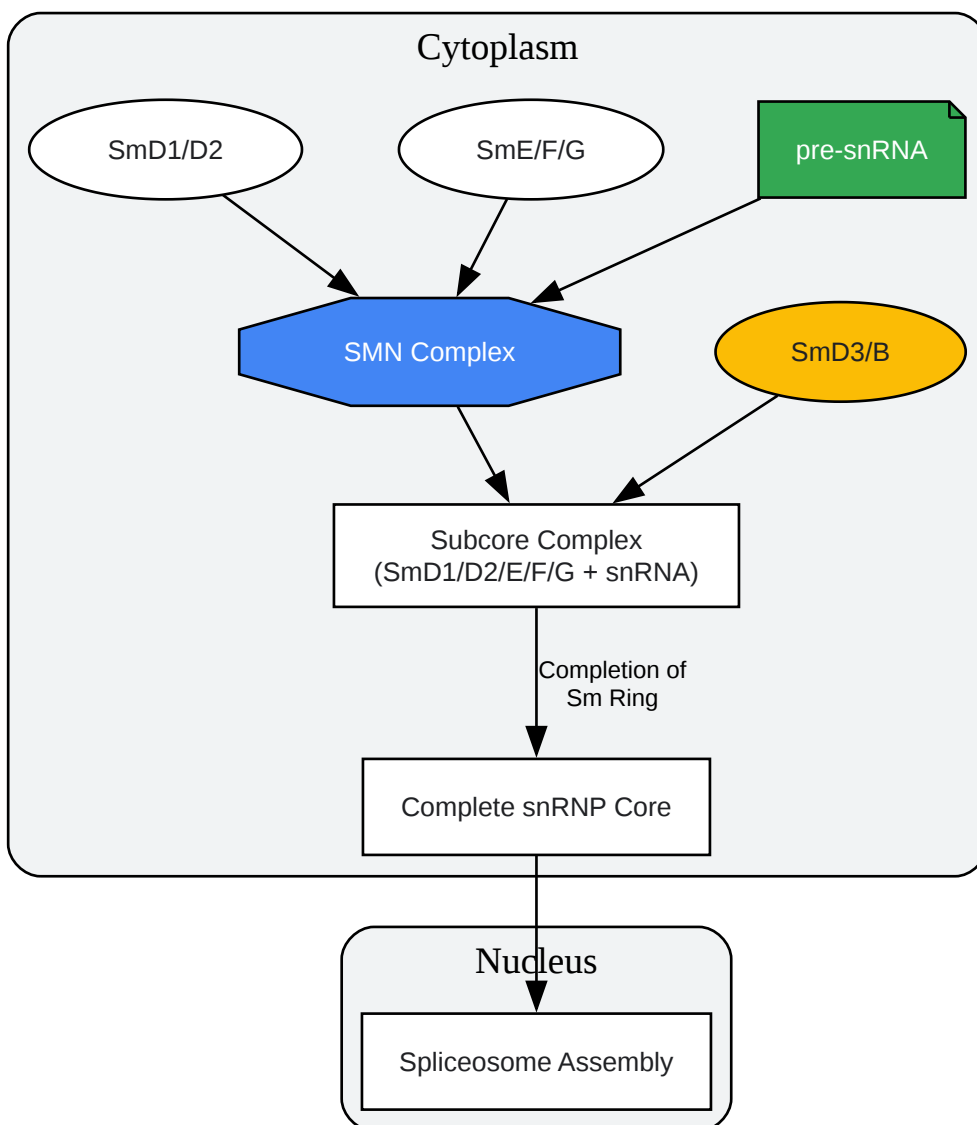 Cytoplasm
SmD1/D2
SmE/F/G
pre-snRNA
SMN Complex
SmD3/B
Subcore Complex
(SmD1/D2/E/F/G + snRNA)
Completion of
Sm Ring
Complete snRNP Core
Nucleus
Spliceosome Assembly